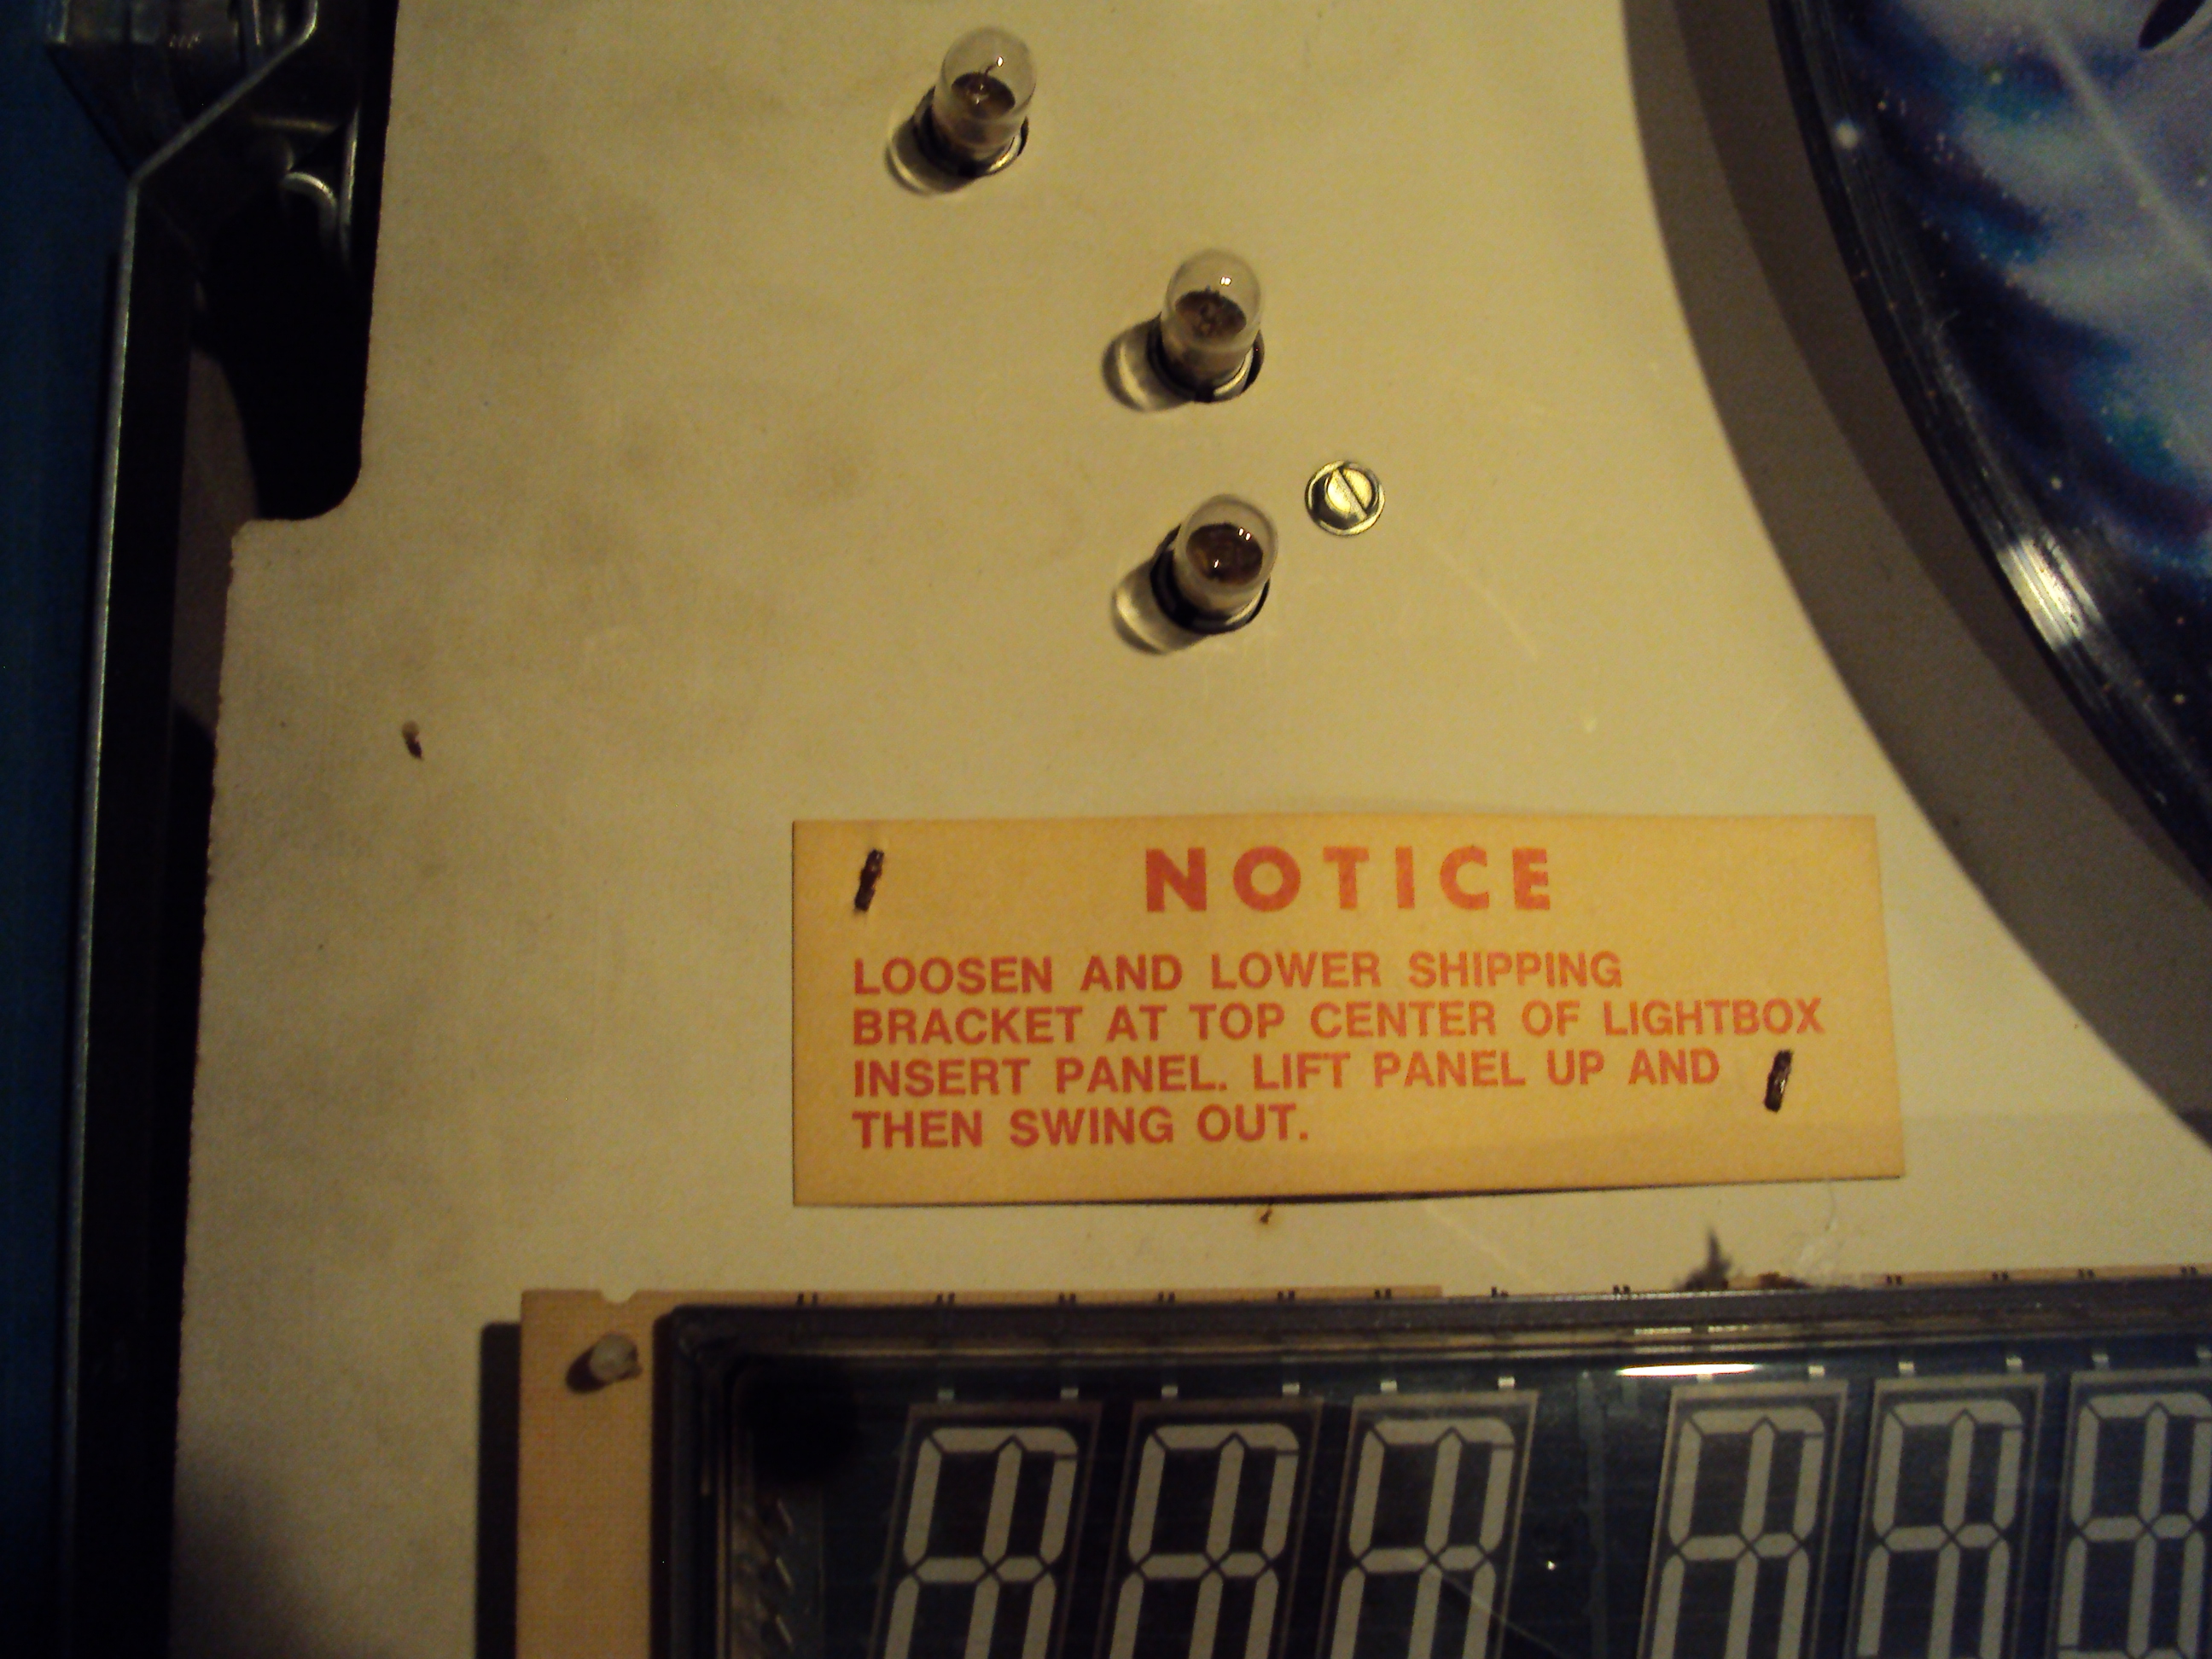 NOTICE
LOOSEN AND LOWER SHIPPING
BRACKET AT TOP CENTER OF LIGHTBOX
INSERT PANEL. LIFT PANEL UP AND
THEN SWING OUT.